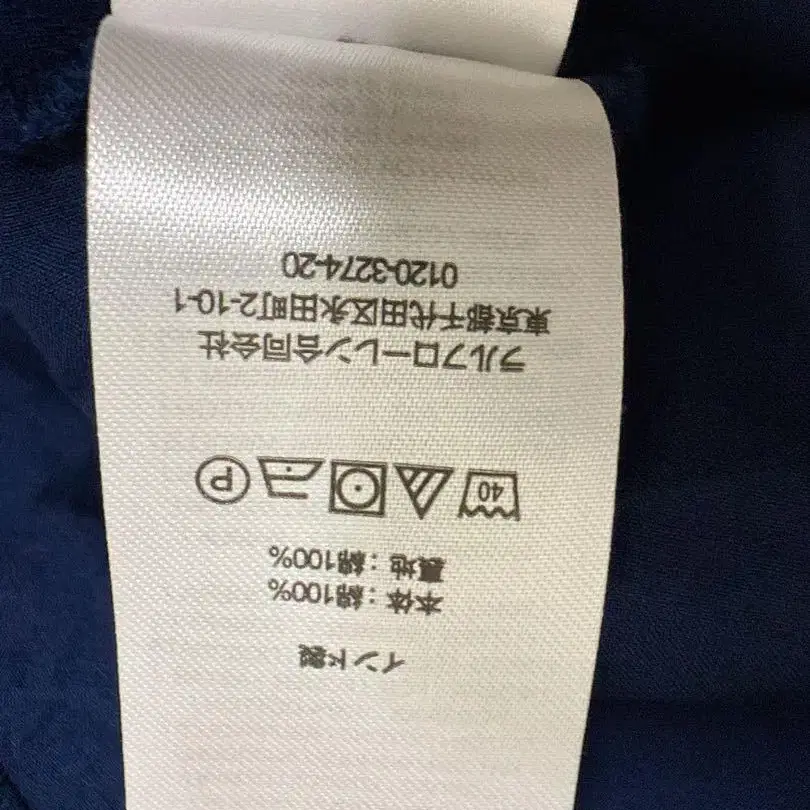 インド製
本体：綿100%
裏地：綿100%
40
P
ラルフローレン合同会社
東京都千代田区永田町2-10-1
0120-3274-20